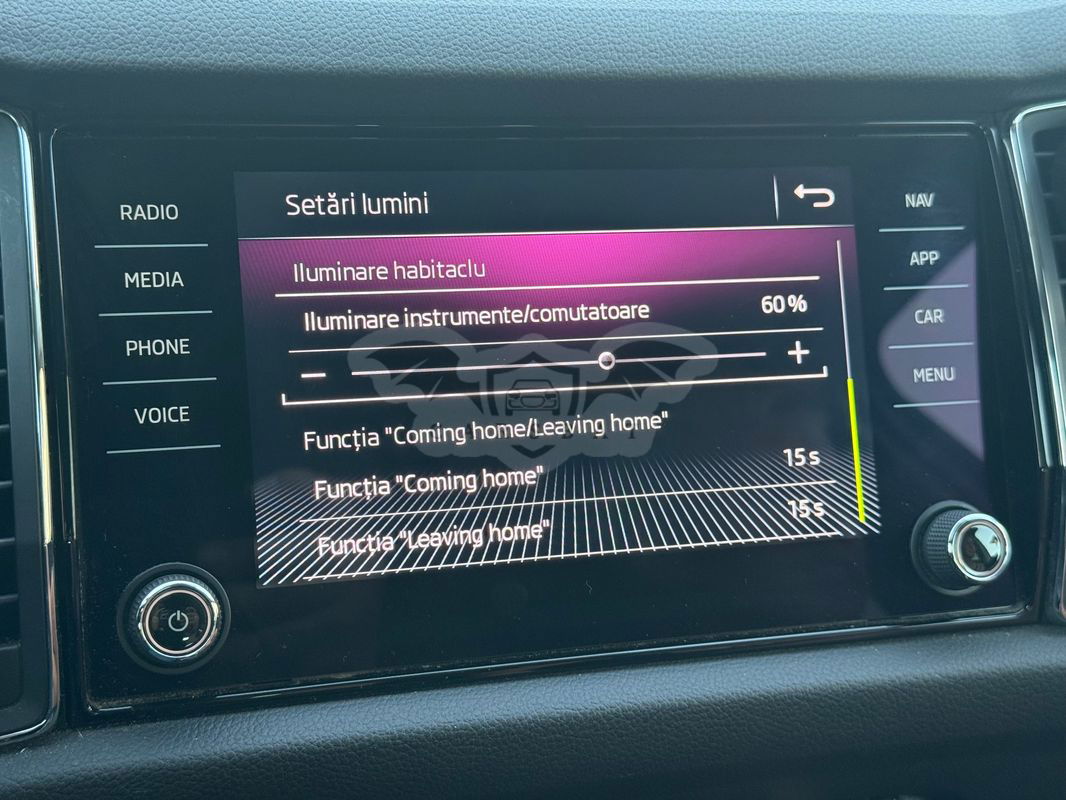 RADIO
MEDIA
PHONE
VOICE
Setări lumini
Iluminare habitaclu
Iluminare instrumente/comutatoare 60%
− +
Funcția "Coming home/Leaving home"
Funcția "Coming home" 15 s
Funcția "Leaving home" 15 s
NAV
APP
CAR
MENU